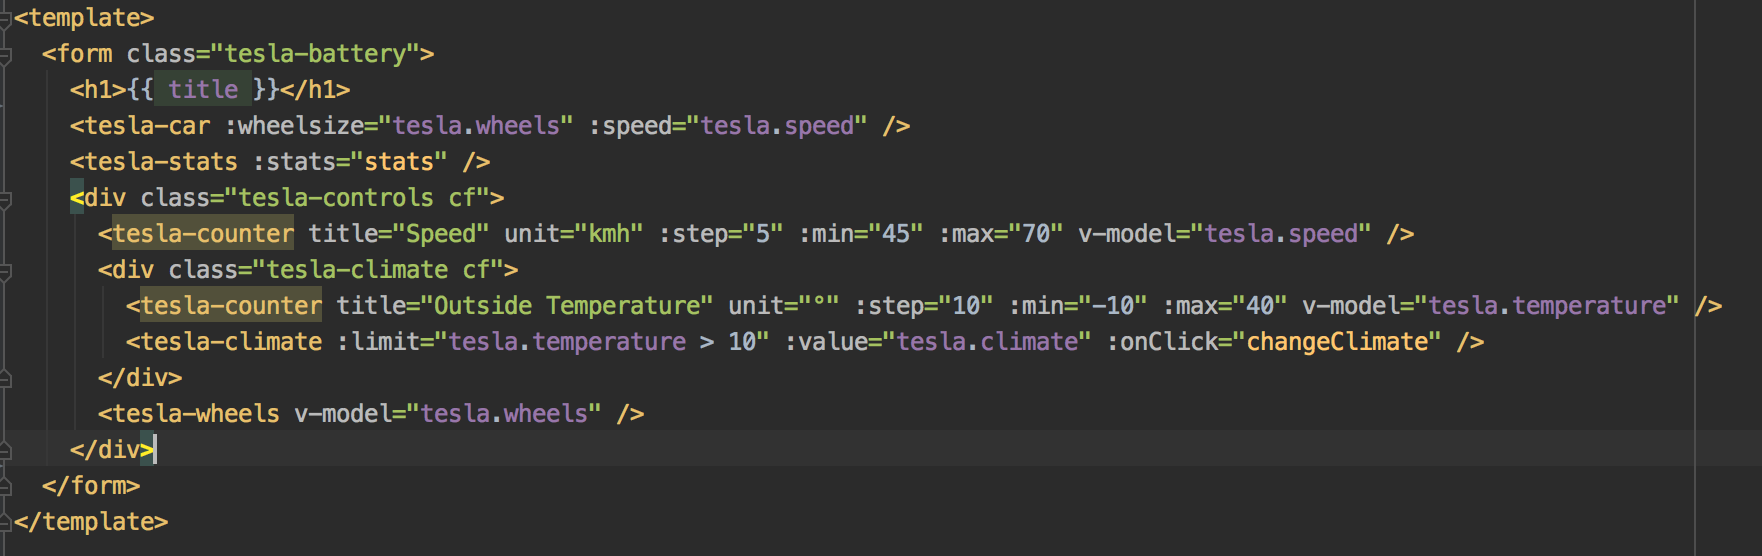 <template>
<form class="tesla-battery">
<h1>{{ title }}</h1>
<tesla-car :wheelsize="tesla.wheels" :speed="tesla.speed" />
<tesla-stats :stats="stats" />
<div class="tesla-controls cf">
<tesla-counter title="Speed" unit="kmh" :step="5" :min="45" :max="70" v-model="tesla.speed" />
<div class="tesla-climate cf">
<tesla-counter title="Outside Temperature" unit="°" :step="10" :min="-10" :max="40" v-model="tesla.temperature" />
<tesla-climate :limit="tesla.temperature > 10" :value="tesla.climate" :onClick="changeClimate" />
</div>
<tesla-wheels v-model="tesla.wheels" />
</div>
</form>
</template>